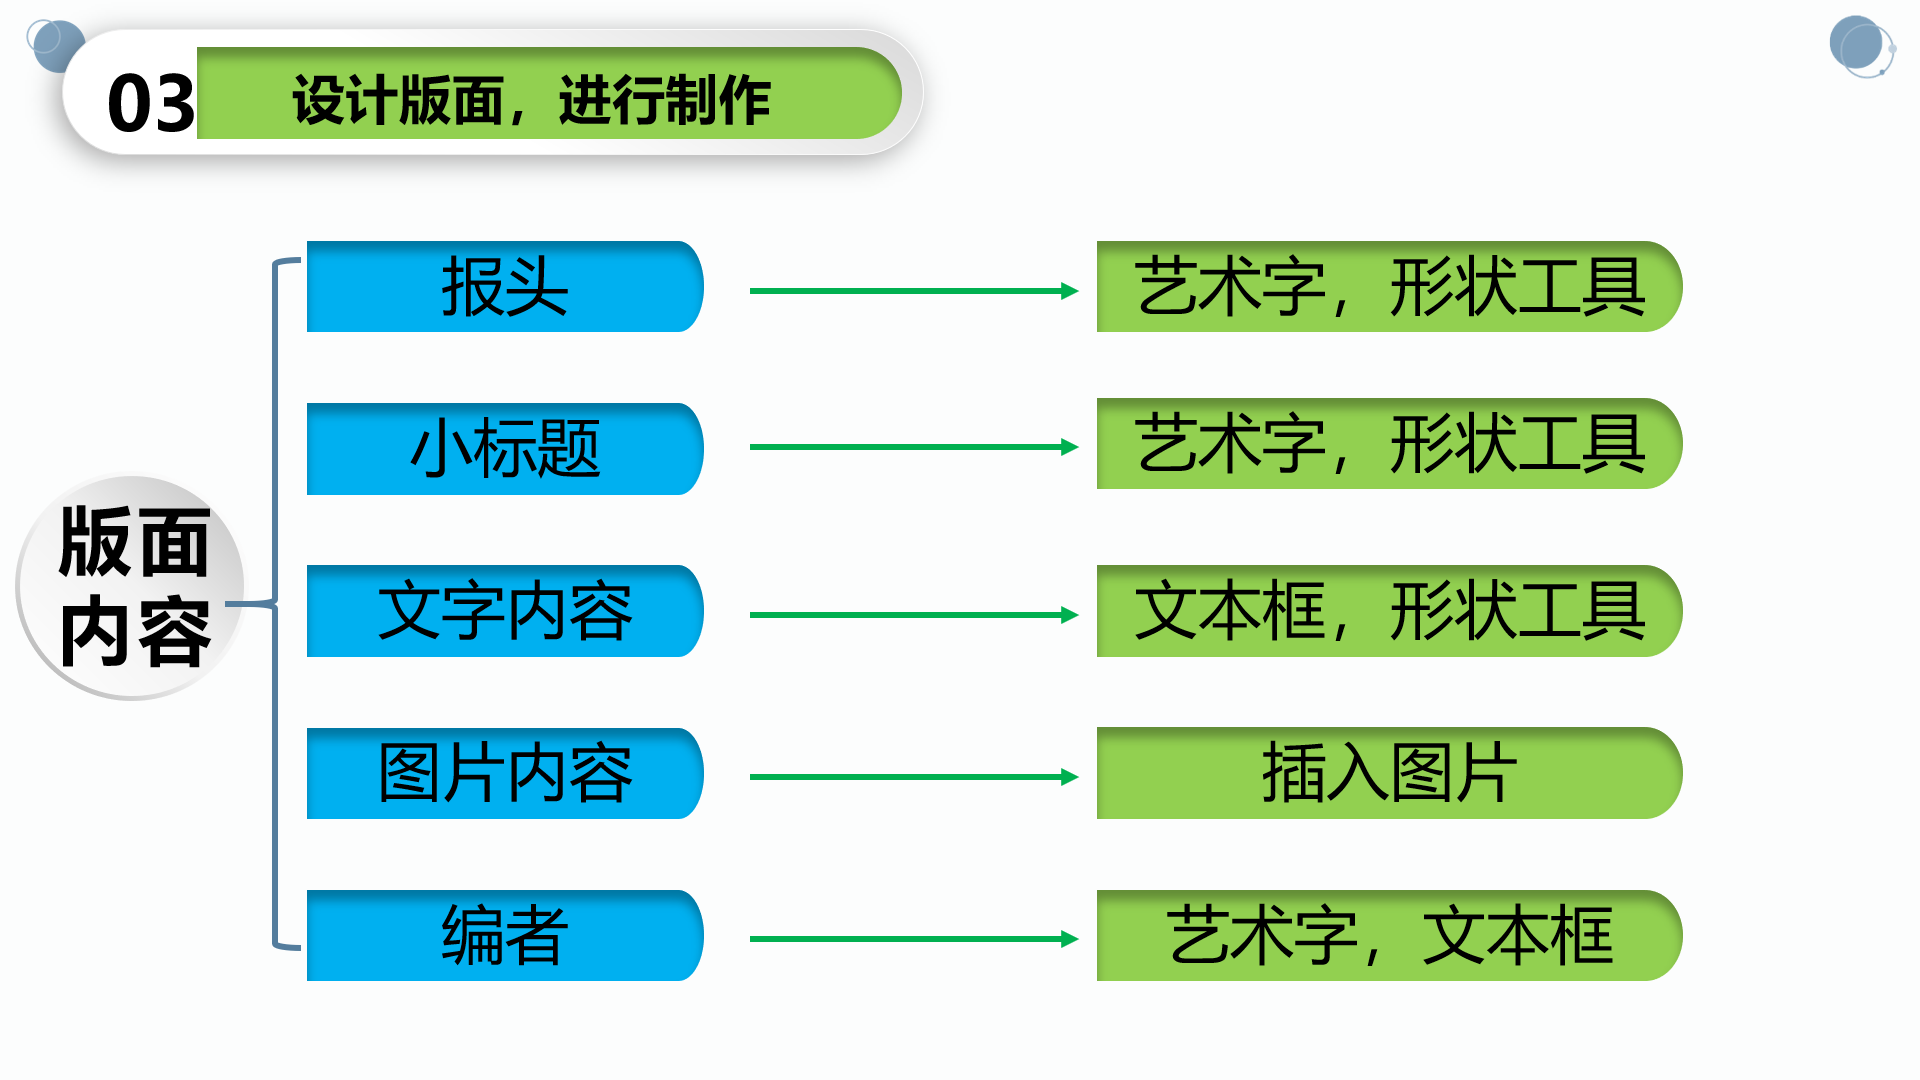 03 设计版面，进行制作
版面
内容
报头
艺术字，形状工具
小标题
艺术字，形状工具
文字内容
文本框，形状工具
图片内容
插入图片
编者
艺术字，文本框